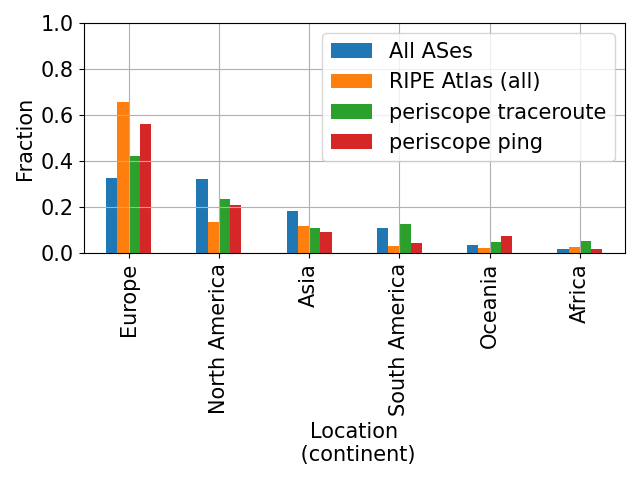 1.0
0.8
0.6
0.4
0.2
0.0
Fraction
All ASes
RIPE Atlas (all)
periscope traceroute
periscope ping
Europe
North America
Asia
South America
Oceania
Africa
Location
(continent)